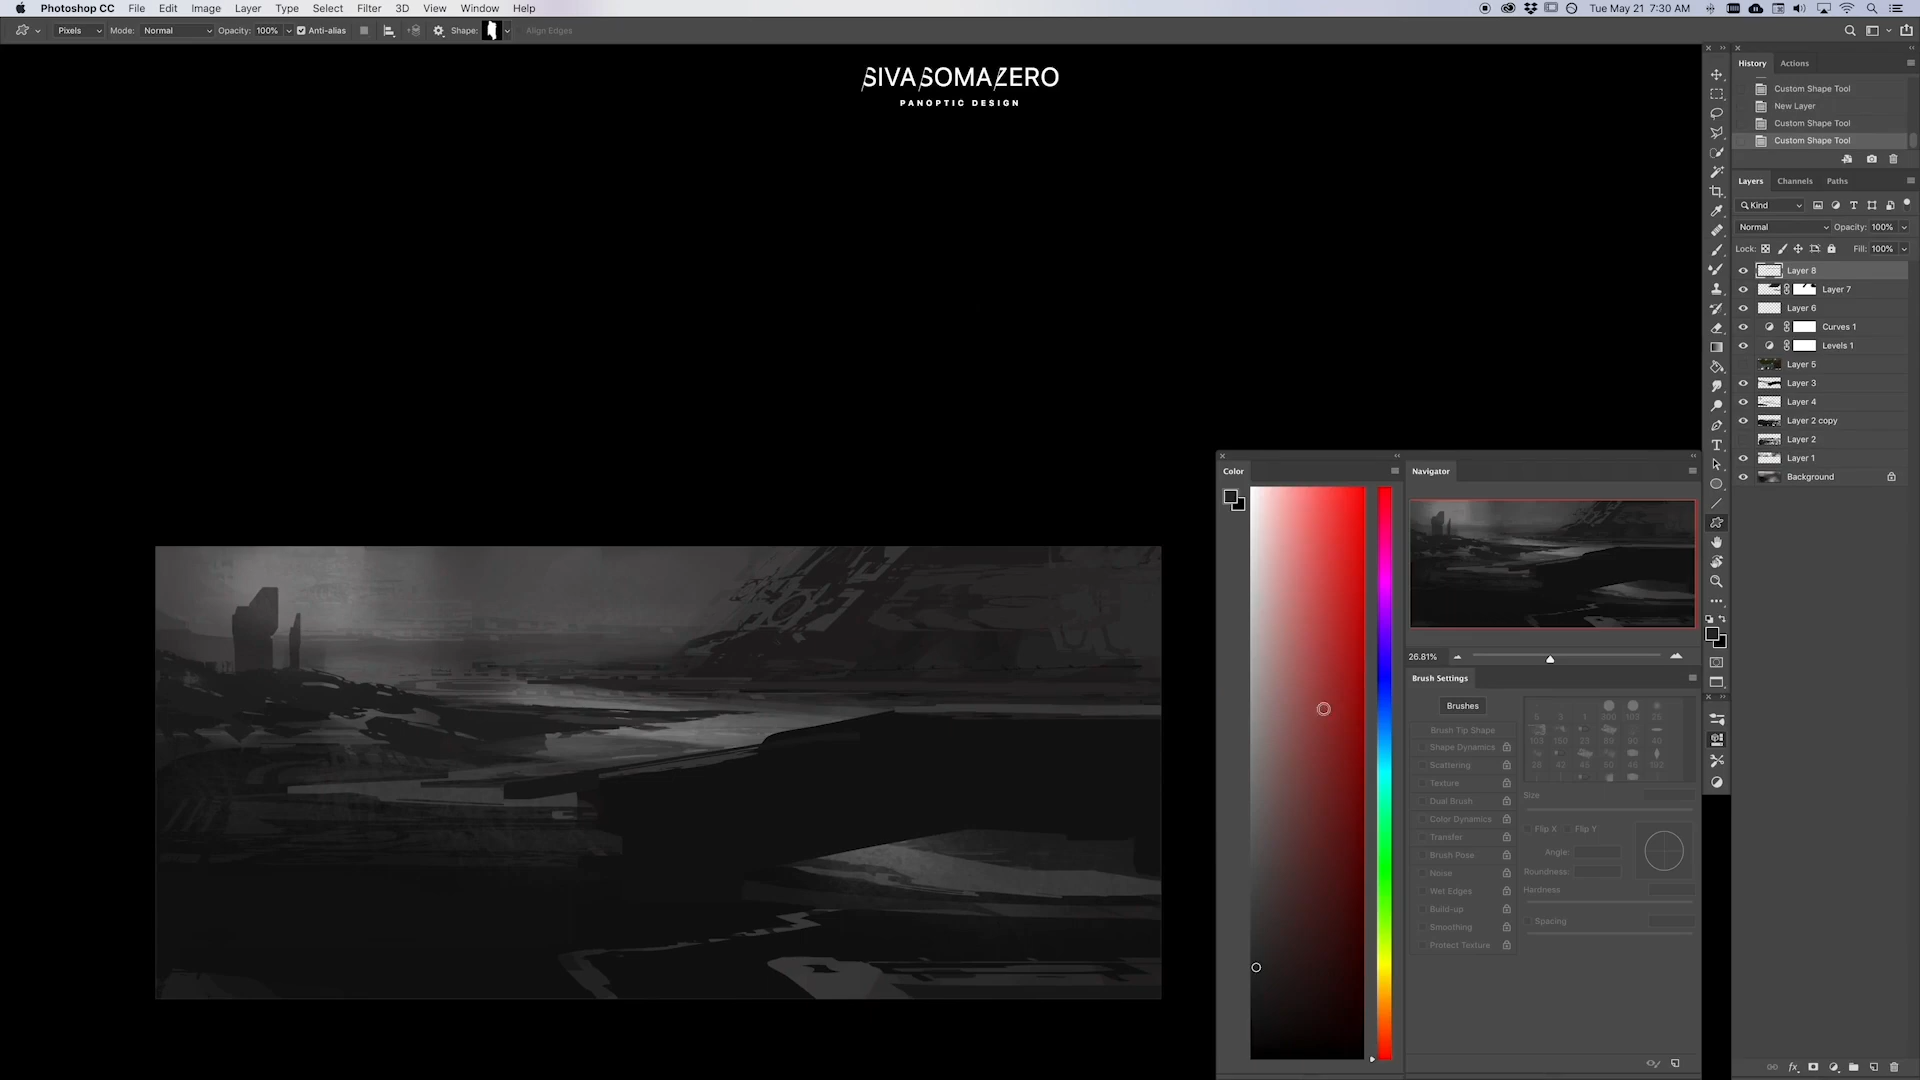 Photoshop CC File Edit Image Layer Type Select Filter 3D View Window Help Tue May 21 7:30 AM
Pixels Mode: Normal Opacity: 100% Anti-alias Shape: Align Edges
SIVA SOMAZERO
PANOPTIC DESIGN
History Actions
Custom Shape Tool
New Layer
Custom Shape Tool
Custom Shape Tool
Layers Channels Paths
Kind
Normal Opacity: 100%
Lock: Fill: 100%
Layer 8
Layer 7
Layer 6
Curves 1
Levels 1
Layer 5
Layer 3
Layer 4
Layer 2 copy
Layer 2
Layer 1
Background
Color
Navigator
26.81%
Brush Settings
Brushes
Brush Tip Shape
Shape Dynamics
Scattering
Texture
Dual Brush
Color Dynamics
Transfer
Brush Pose
Noise
Wet Edges
Build-up
Smoothing
Protect Texture
Size
Flip X Flip Y
Angle:
Roundness:
Hardness
Spacing